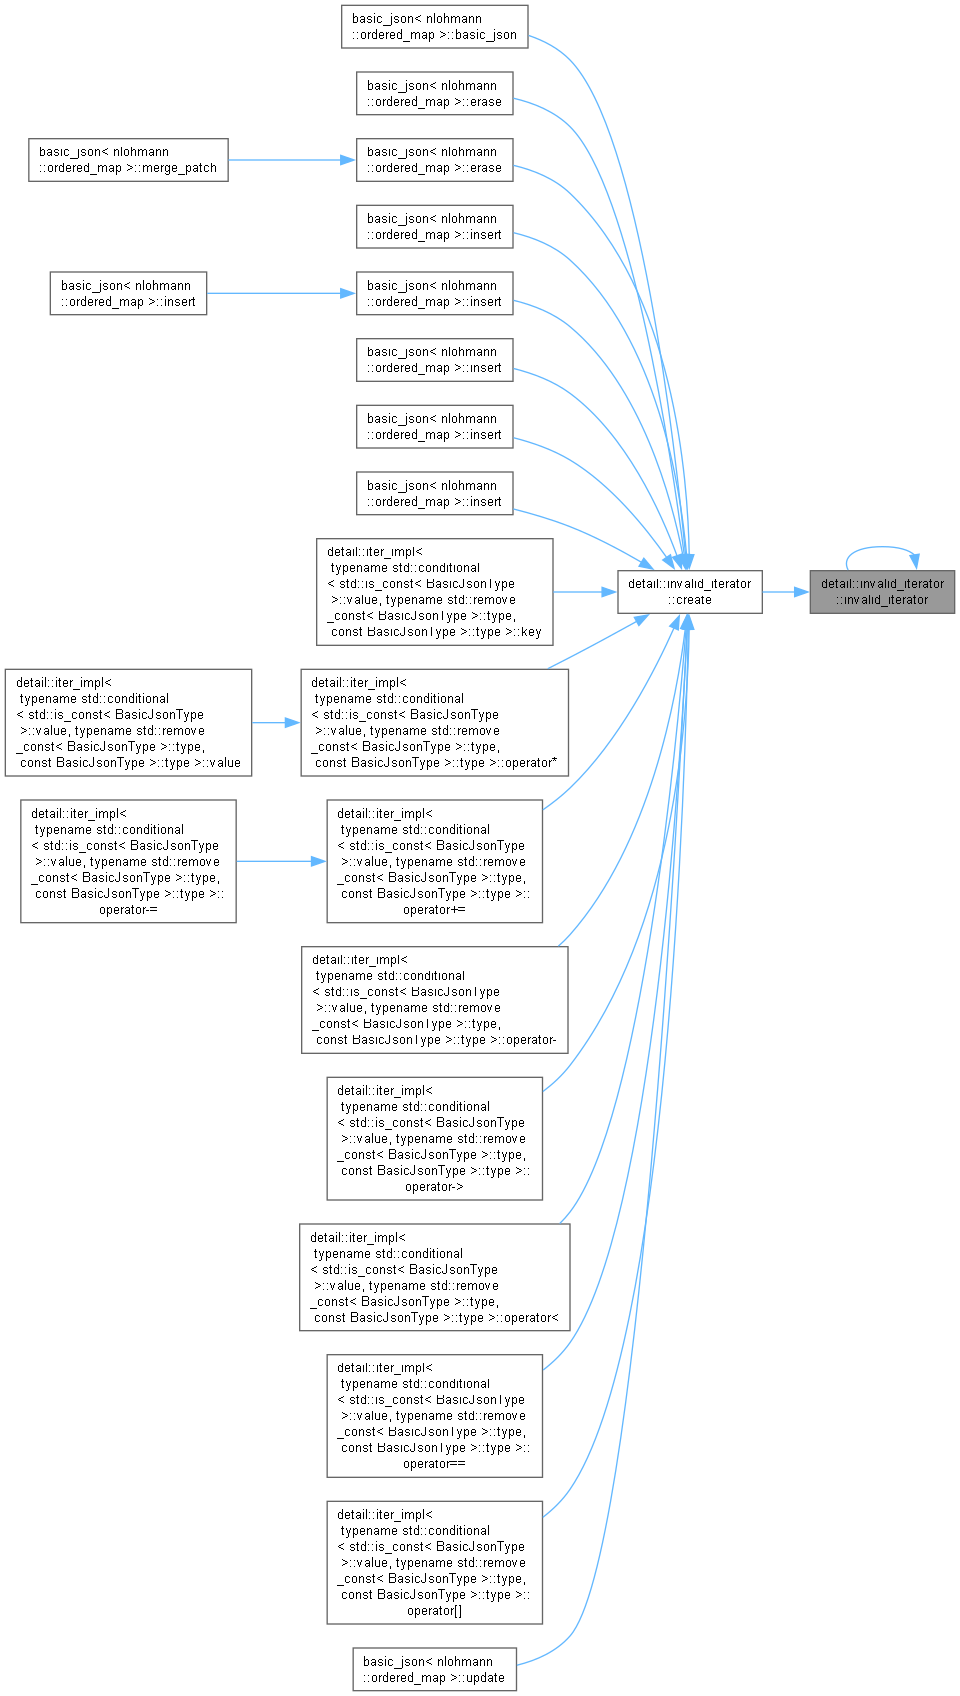 basic_json< nlohmann
::ordered_map >::basic_json
basic_json< nlohmann
::ordered_map >::erase
basic_json< nlohmann
::ordered_map >::merge_patch
basic_json< nlohmann
::ordered_map >::erase
basic_json< nlohmann
::ordered_map >::insert
basic_json< nlohmann
::ordered_map >::insert
basic_json< nlohmann
::ordered_map >::insert
basic_json< nlohmann
::ordered_map >::insert
basic_json< nlohmann
::ordered_map >::insert
basic_json< nlohmann
::ordered_map >::insert
detail::iter_impl<
typename std::conditional
< std::is_const< BasicJsonType
>::value, typename std::remove
_const< BasicJsonType >::type,
const BasicJsonType >::type >::key
detail::invalid_iterator
::create
detail::invalid_iterator
::invalid_iterator
detail::iter_impl<
typename std::conditional
< std::is_const< BasicJsonType
>::value, typename std::remove
_const< BasicJsonType >::type,
const BasicJsonType >::type >::value
detail::iter_impl<
typename std::conditional
< std::is_const< BasicJsonType
>::value, typename std::remove
_const< BasicJsonType >::type,
const BasicJsonType >::type >::operator*
detail::iter_impl<
typename std::conditional
< std::is_const< BasicJsonType
>::value, typename std::remove
_const< BasicJsonType >::type,
const BasicJsonType >::type >::
operator-=
detail::iter_impl<
typename std::conditional
< std::is_const< BasicJsonType
>::value, typename std::remove
_const< BasicJsonType >::type,
const BasicJsonType >::type >::
operator+=
detail::iter_impl<
typename std::conditional
< std::is_const< BasicJsonType
>::value, typename std::remove
_const< BasicJsonType >::type,
const BasicJsonType >::type >::operator-
detail::iter_impl<
typename std::conditional
< std::is_const< BasicJsonType
>::value, typename std::remove
_const< BasicJsonType >::type,
const BasicJsonType >::type >::
operator->
detail::iter_impl<
typename std::conditional
< std::is_const< BasicJsonType
>::value, typename std::remove
_const< BasicJsonType >::type,
const BasicJsonType >::type >::operator<
detail::iter_impl<
typename std::conditional
< std::is_const< BasicJsonType
>::value, typename std::remove
_const< BasicJsonType >::type,
const BasicJsonType >::type >::
operator==
detail::iter_impl<
typename std::conditional
< std::is_const< BasicJsonType
>::value, typename std::remove
_const< BasicJsonType >::type,
const BasicJsonType >::type >::
operator[]
basic_json< nlohmann
::ordered_map >::update